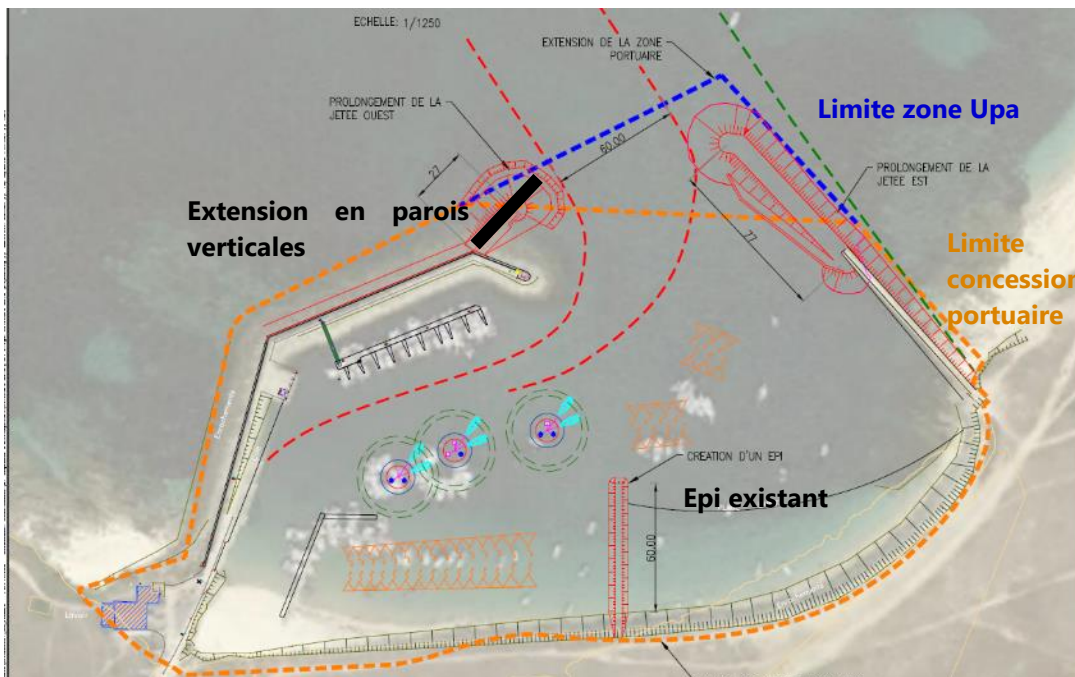 ECHELLE: 1/1250
EXTENSION DE LA ZONE
PORTUAIRE
PROLONGEMENT DE LA
JETEE OUEST
Limite zone Upa
27
60.00
PROLONGEMENT DE LA
JETEE EST
Extension en parois
verticales
77
Limite
concession
portuaire
CREATION D'UN EPI
Epi existant
60.00